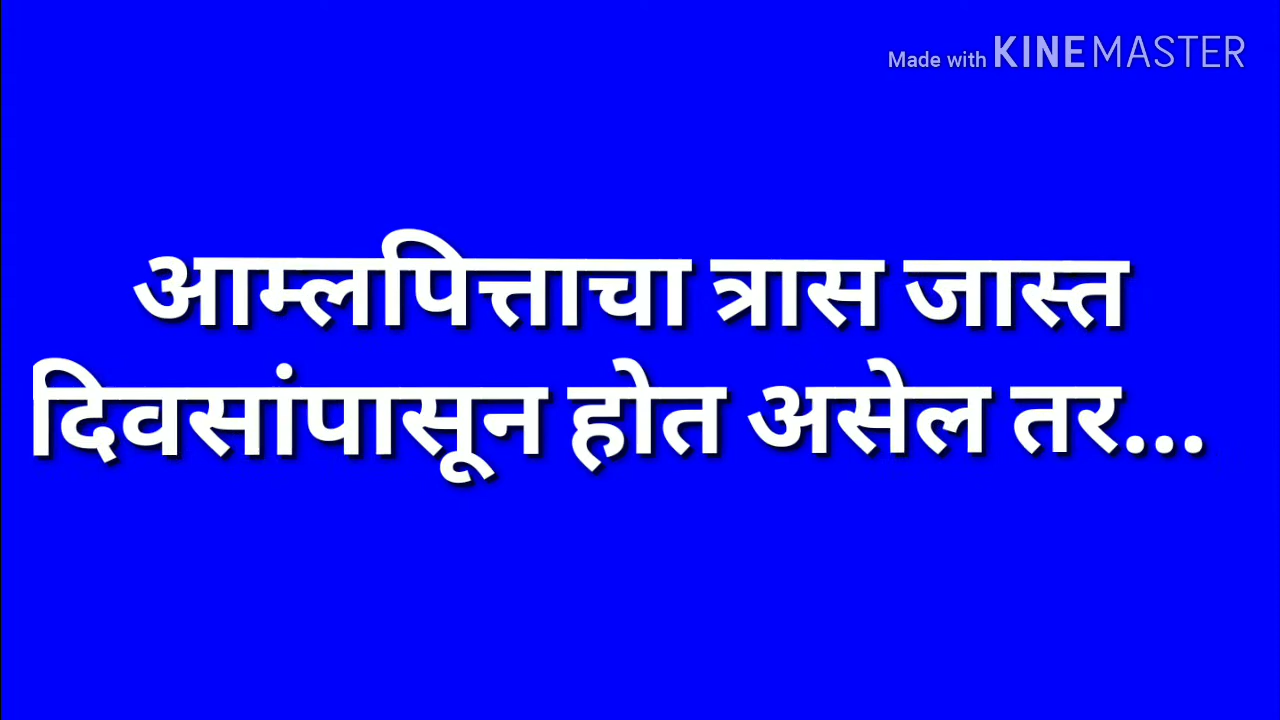 Made with KINEMASTER
आम्लपित्ताचा त्रास जास्त
दिवसांपासून होत असेल तर...